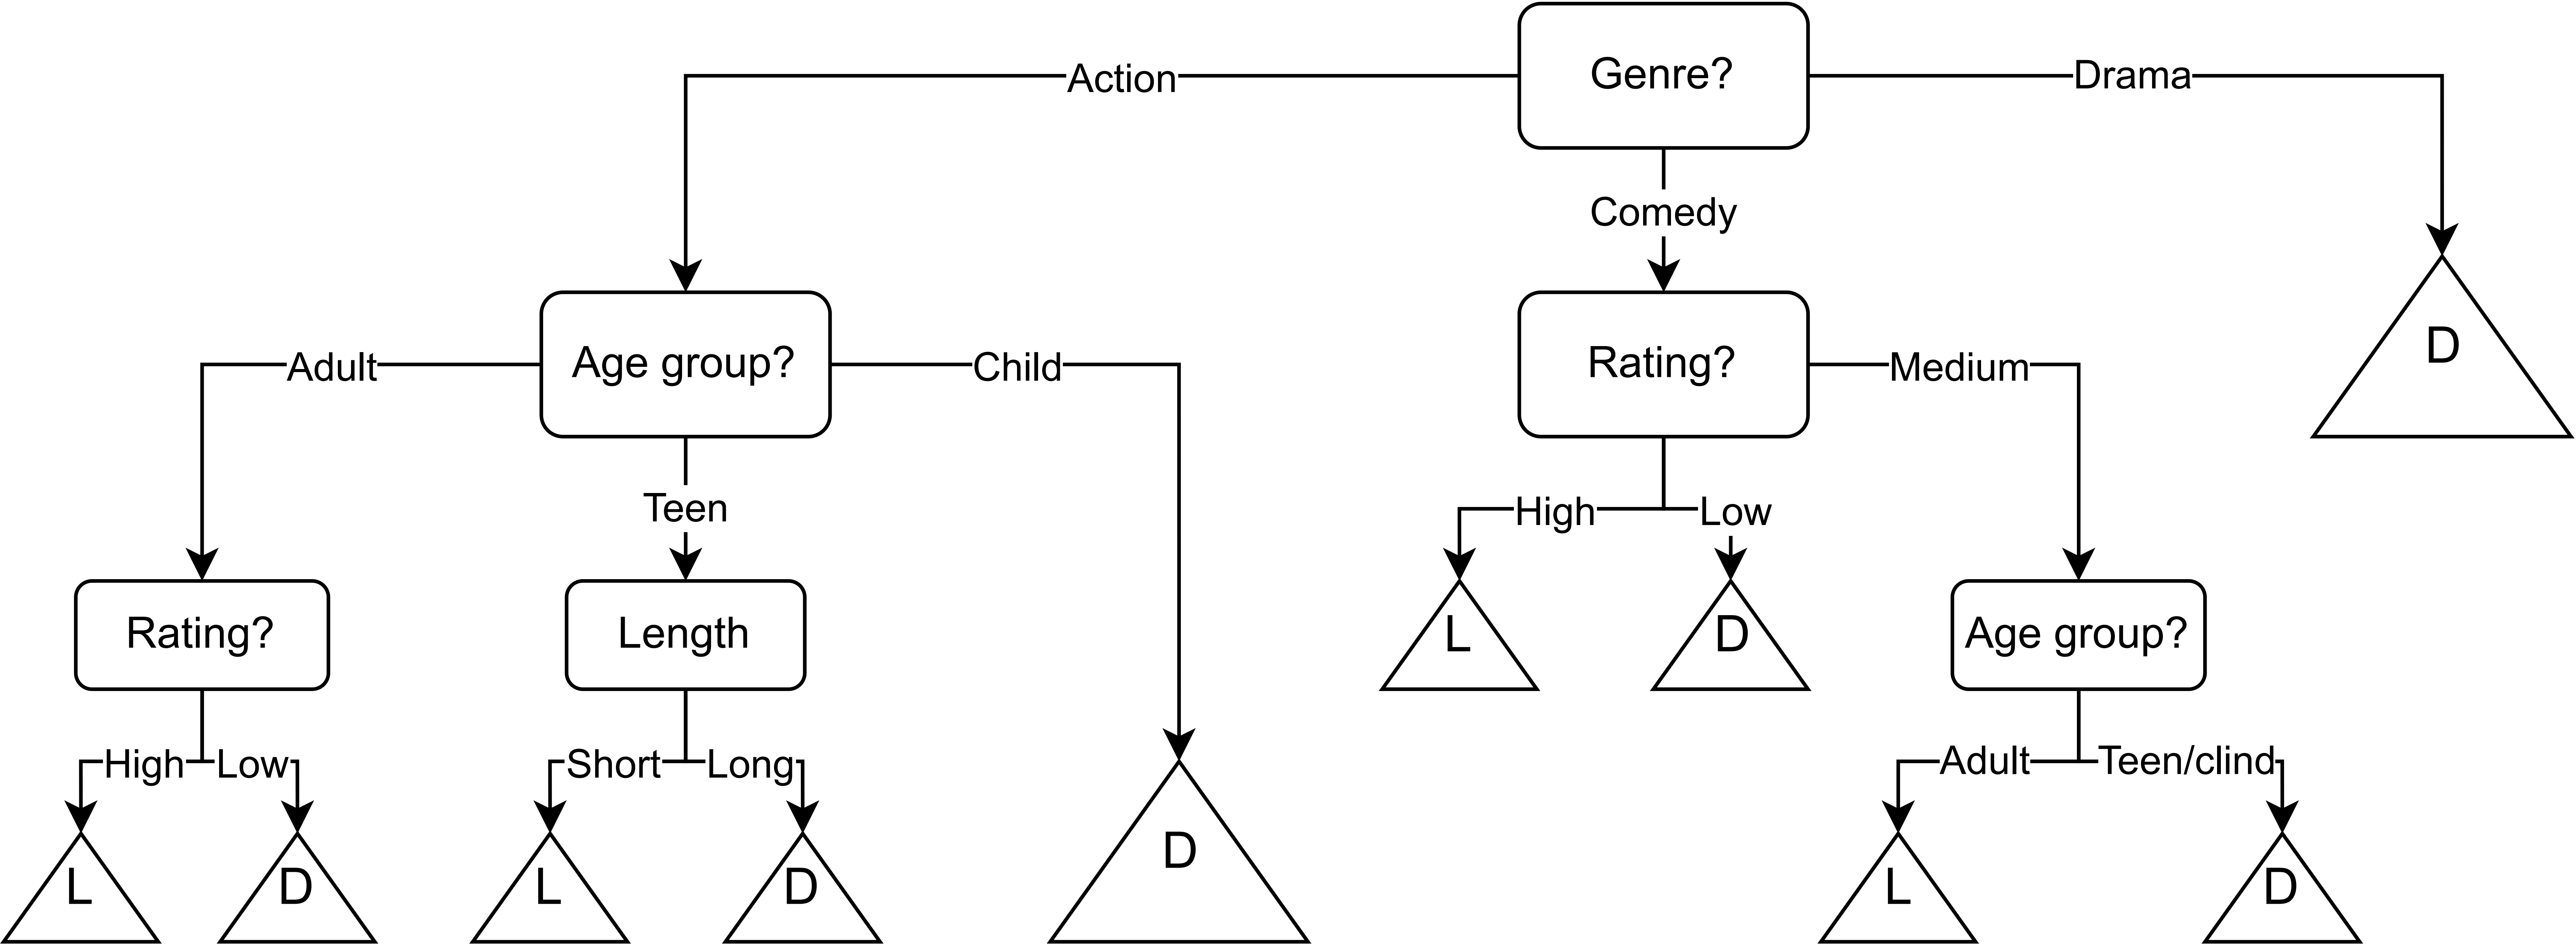 Genre?
Action
Drama
Comedy
Age group?
Rating?
Adult
Child
Medium
D
Teen
High
Low
Rating?
Length
L
D
Age group?
High
Low
Short
Long
Adult
Teen/clind
D
L
D
L
D
L
D